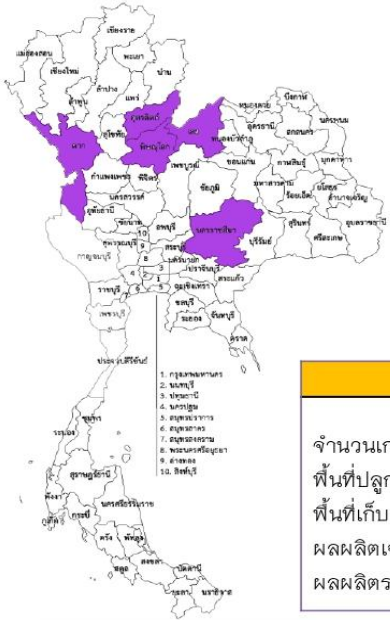 เชียงราย
แม่ฮ่องสอน
พะเยา
เชียงใหม่
น่าน
ลำปาง
ลำพูน
แพร่
อุตรดิตถ์
เลย
หนองคาย
บึงกาฬ
สุโขทัย
ตาก
พิษณุโลก
หนองบัวลำภู
อุดรธานี
สกลนคร
นครพนม
กำแพงเพชร
พิจิตร
เพชรบูรณ์
ขอนแก่น
กาฬสินธุ์
มุกดาหาร
มหาสารคาม
ร้อยเอ็ด
ยโสธร
อำนาจเจริญ
นครสวรรค์
ชัยภูมิ
อุทัยธานี
ชัยนาท
ลพบุรี
นครราชสีมา
บุรีรัมย์
สุรินทร์
ศรีสะเกษ
อุบลราชธานี
สุพรรณบุรี
สระบุรี
กาญจนบุรี
นครนายก
ปราจีนบุรี
สระแก้ว
ราชบุรี
ฉะเชิงเทรา
ชลบุรี
เพชรบุรี
ระยอง
จันทบุรี
ตราด
ประจวบคีรีขันธ์
1. กรุงเทพมหานคร
2. นนทบุรี
3. ปทุมธานี
4. นครปฐม
5. สมุทรปราการ
6. สมุทรสาคร
7. สมุทรสงคราม
8. พระนครศรีอยุธยา
9. อ่างทอง
10. สิงห์บุรี
ชุมพร
ระนอง
สุราษฎร์ธานี
พังงา
นครศรีธรรมราช
ภูเก็ต
กระบี่
ตรัง
พัทลุง
สงขลา
สตูล
ปัตตานี
ยะลา
นราธิวาส
จำนวนเก
พื้นที่ปลูก
พื้นที่เก็บ
ผลผลิตเ
ผลผลิตร